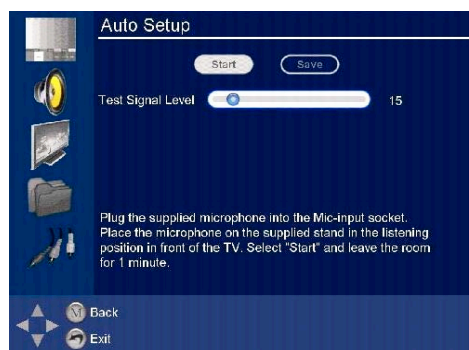 Auto Setup
Start Save
Test Signal Level 15
Plug the supplied microphone into the Mic-input socket.
Place the microphone on the supplied stand in the listening
position in front of the TV. Select "Start" and leave the room
for 1 minute.
M Back
Exit